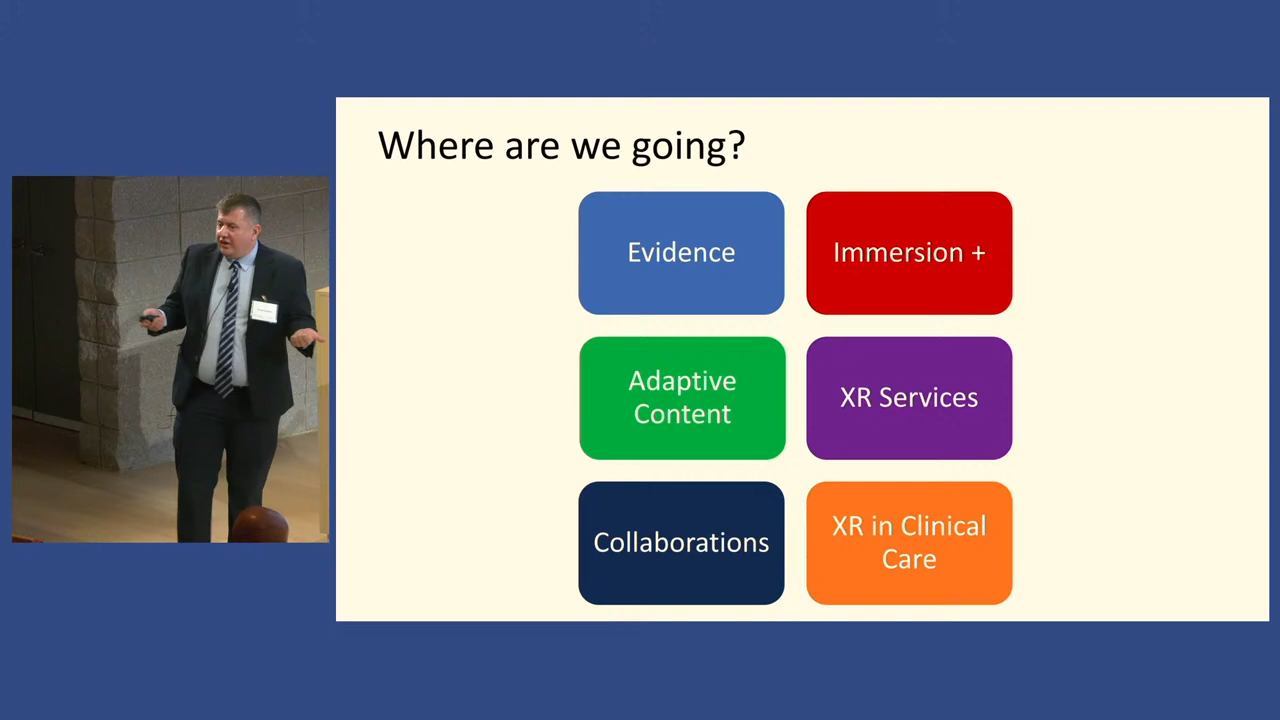 Where are we going?
Evidence
Immersion +
Adaptive
Content
XR Services
Collaborations
XR in Clinical
Care